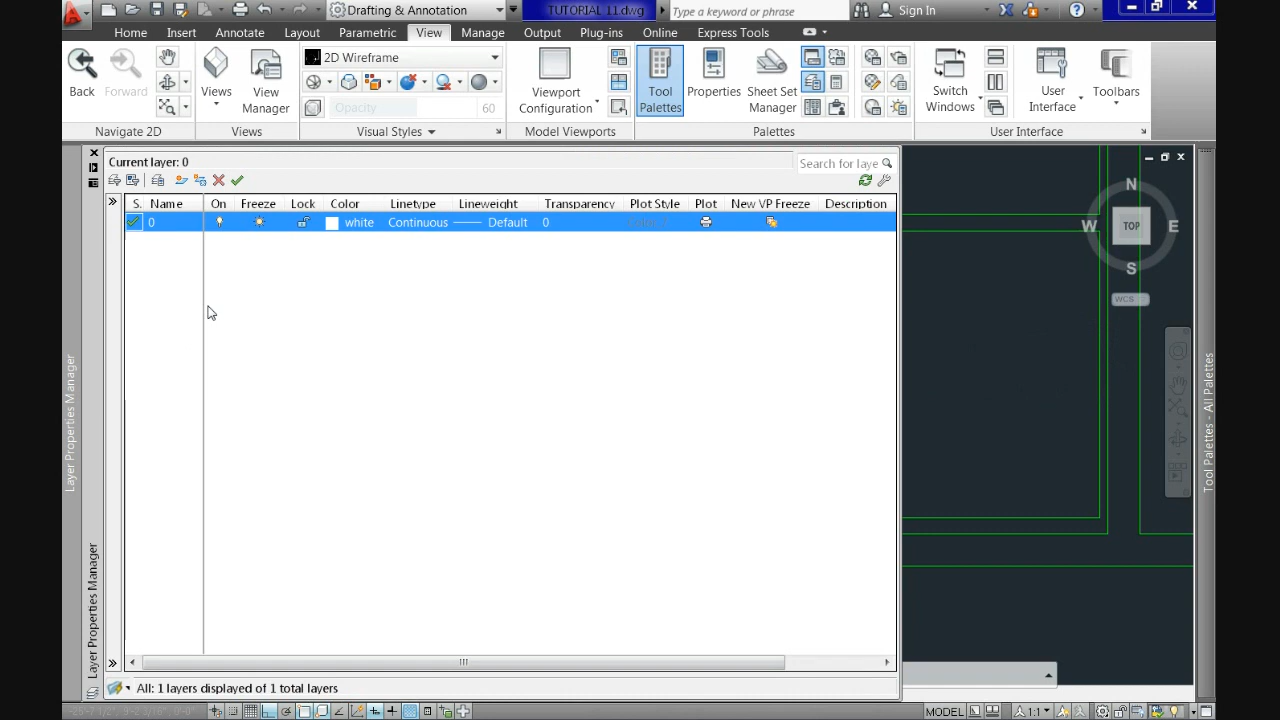 Drafting & Annotation
TUTORIAL 11.dwg
Type a keyword or phrase
Sign In
Home Insert Annotate Layout Parametric View Manage Output Plug-ins Online Express Tools
2D Wireframe
Opacity 60
Back
Forward
Views
View Manager
Viewport Configuration
Tool Palettes
Properties
Sheet Set Manager
Switch Windows
User Interface
Toolbars
Navigate 2D
Views
Visual Styles
Model Viewports
Palettes
User Interface
Current layer: 0
Search for laye
S. Name On Freeze Lock Color Linetype Lineweight Transparency Plot Style Plot New VP Freeze Description
0 white Continuous Default 0
N
W TOP E
S
WCS
Layer Properties Manager
Layer Properties Manager
Tool Palettes - All Palettes
All: 1 layers displayed of 1 total layers
MODEL
1:1